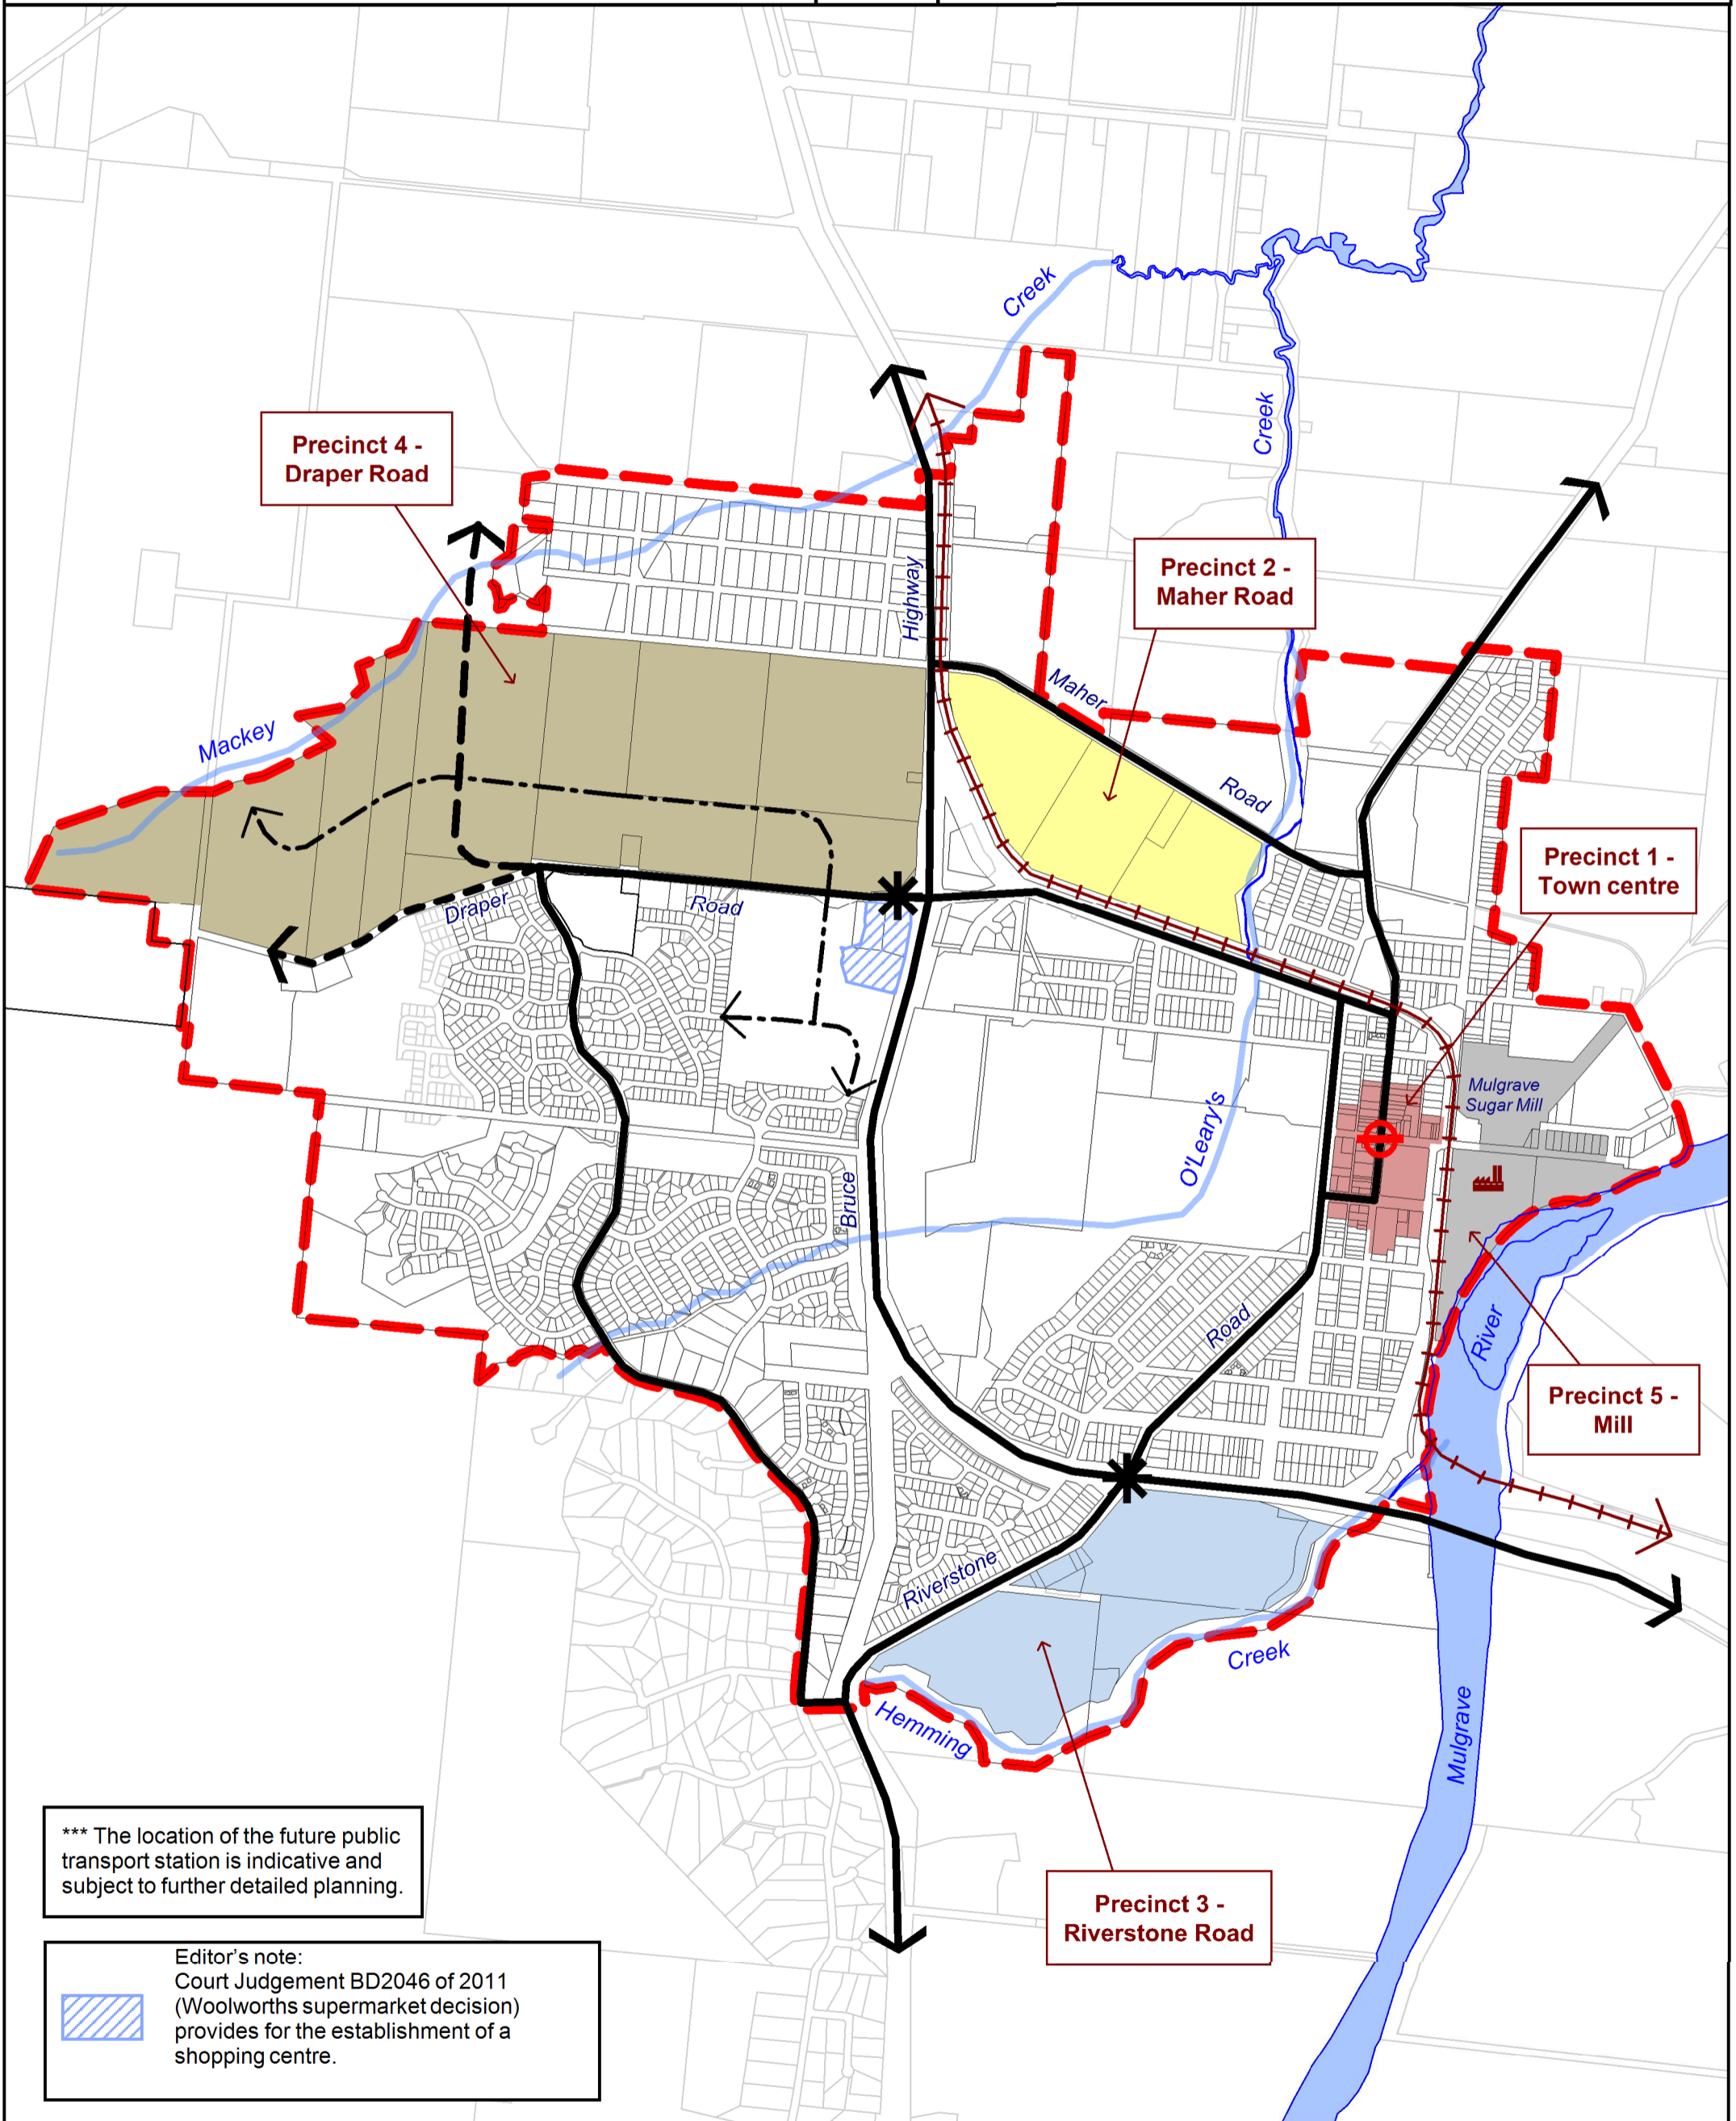 Creek
Creek
Precinct 4 -
Draper Road
Highway
Precinct 2 -
Maher Road
Maher
Mackey
Road
Precinct 1 -
Town centre
Draper
Road
Mulgrave
Sugar Mill
O'Leary's
Bruce
Road
River
Precinct 5 -
Mill
Riverstone
Creek
Hemming
Mulgrave
*** The location of the future public
transport station is indicative and
subject to further detailed planning.
Precinct 3 -
Riverstone Road
Editor's note:
Court Judgement BD2046 of 2011
(Woolworths supermarket decision)
provides for the establishment of a
shopping centre.